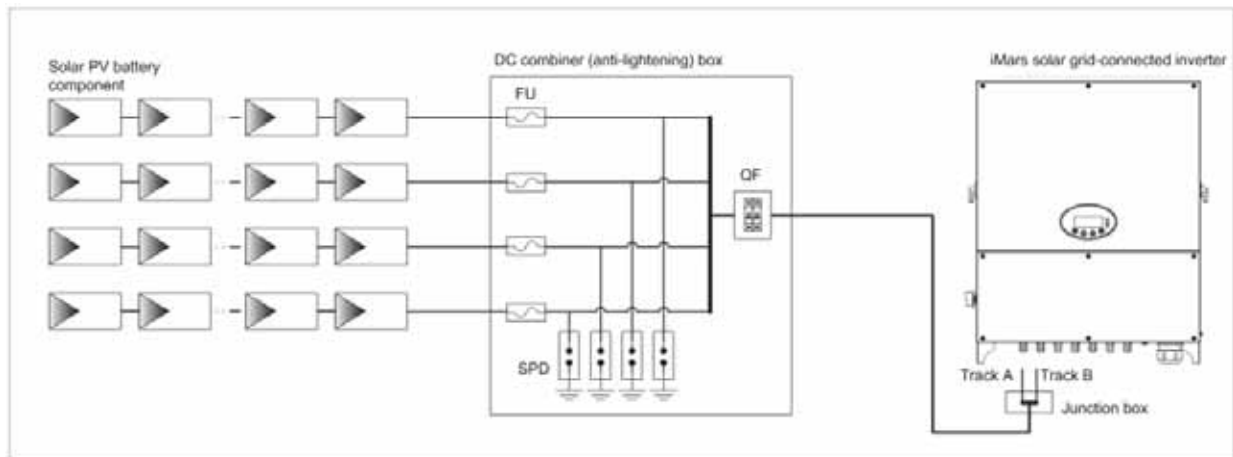 Solar PV battery
component
DC combiner (anti-lightening) box
iMars solar grid-connected inverter
FU
QF
SPD
Track A
Track B
Junction box